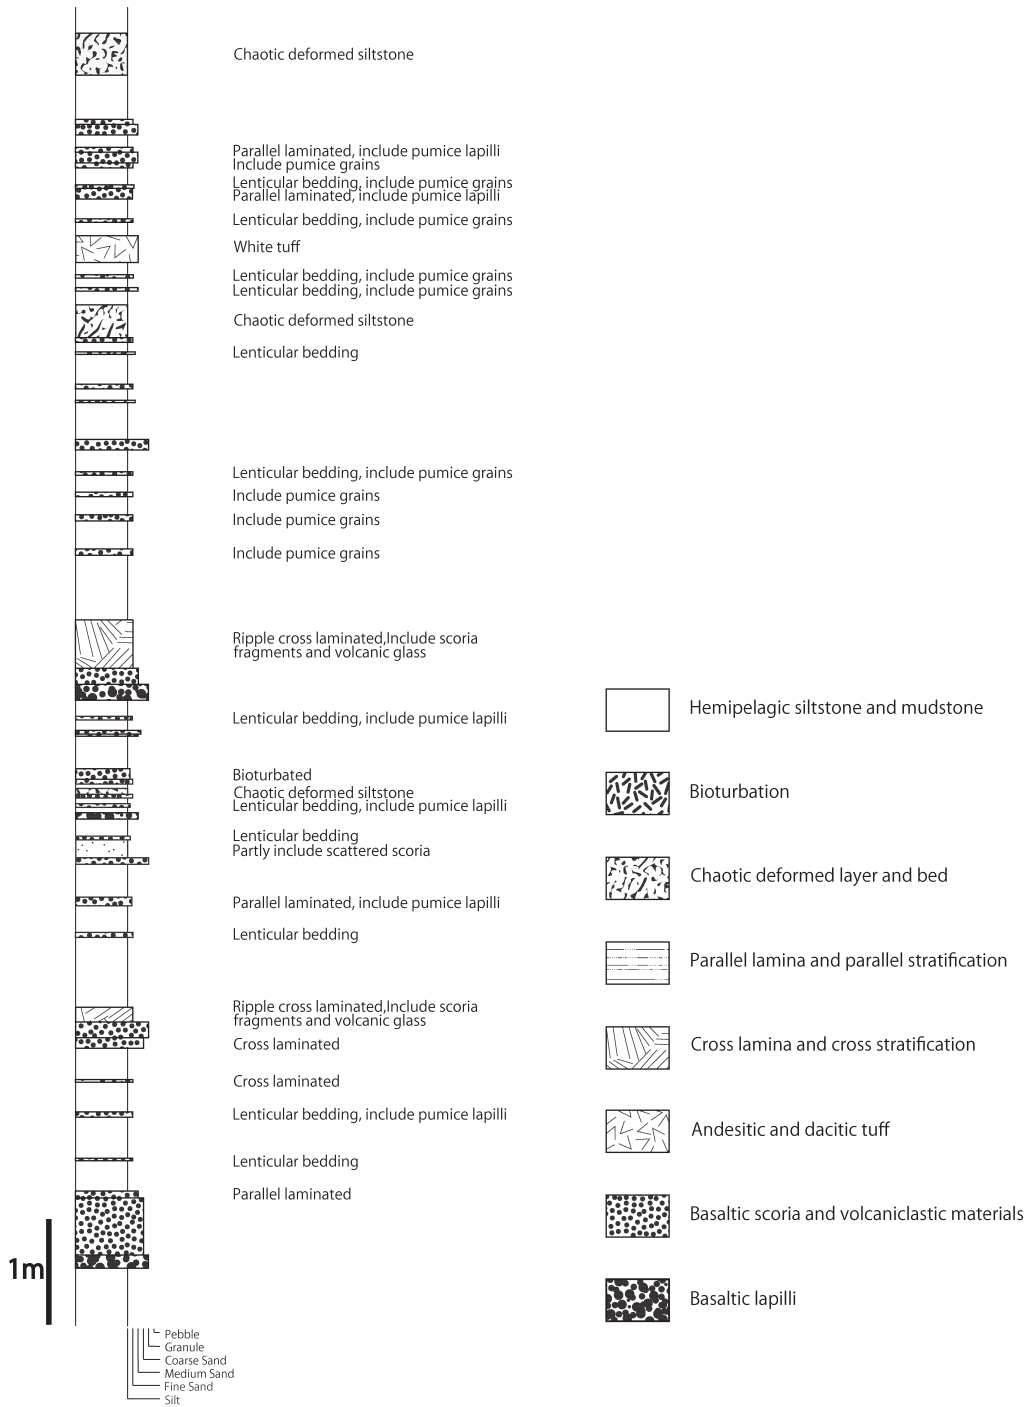 Chaotic deformed siltstone
Parallel laminated, include pumice lapilli
Include pumice grains
Lenticular bedding, include pumice grains
Parallel laminated, include pumice lapilli
Lenticular bedding, include pumice grains
White tuff
Lenticular bedding, include pumice grains
Lenticular bedding, include pumice grains
Chaotic deformed siltstone
Lenticular bedding
Lenticular bedding, include pumice grains
Include pumice grains
Include pumice grains
Include pumice grains
Ripple cross laminated,Include scoria
fragments and volcanic glass
Lenticular bedding, include pumice lapilli
Bioturbated
Chaotic deformed siltstone
Lenticular bedding, include pumice lapilli
Lenticular bedding
Partly include scattered scoria
Parallel laminated, include pumice lapilli
Lenticular bedding
Ripple cross laminated,Include scoria
fragments and volcanic glass
Cross laminated
Cross laminated
Lenticular bedding, include pumice lapilli
Lenticular bedding
Parallel laminated
1m
Pebble
Granule
Coarse Sand
Medium Sand
Fine Sand
Silt
Hemipelagic siltstone and mudstone
Bioturbation
Chaotic deformed layer and bed
Parallel lamina and parallel stratification
Cross lamina and cross stratification
Andesitic and dacitic tuff
Basaltic scoria and volcaniclastic materials
Basaltic lapilli